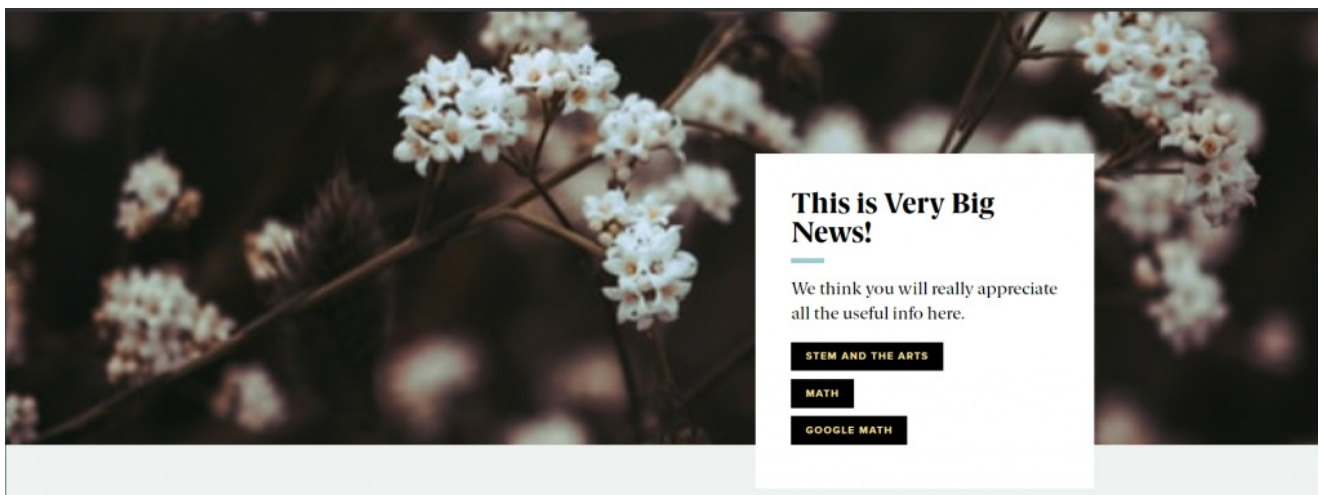 This is Very Big
News!
We think you will really appreciate
all the useful info here.
STEM AND THE ARTS
MATH
GOOGLE MATH